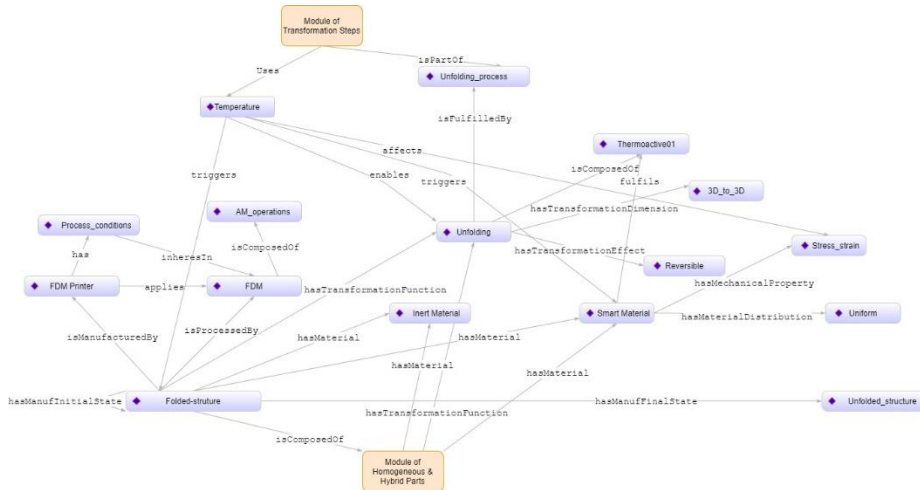 Module of
Transformation Steps
isPartOf
Uses
Unfolding_process
Temperature
isFulfilledBy
Thermoactive01
affects
isComposedOf
triggers
enables
triggers
fulfils
3D_to_3D
AM_operations
hasTransformationDimension
Process_conditions
Unfolding
Stress_strain
isComposedOf
has
inheresIn
hasTransformationEffect
Reversible
FDM Printer
applies
FDM
hasTransformationFunction
hasMechanicalProperty
Inert Material
Smart Material
Uniform
hasMaterialDistribution
isManufacturedBy
isProcessedBy
hasMaterial
hasMaterial
hasMaterial
hasMaterial
hasManufInitialState
Folded-struture
hasManufFinalState
Unfolded_structure
hasTransformationFunction
isComposedOf
Module of
Homogeneous &
Hybrid Parts